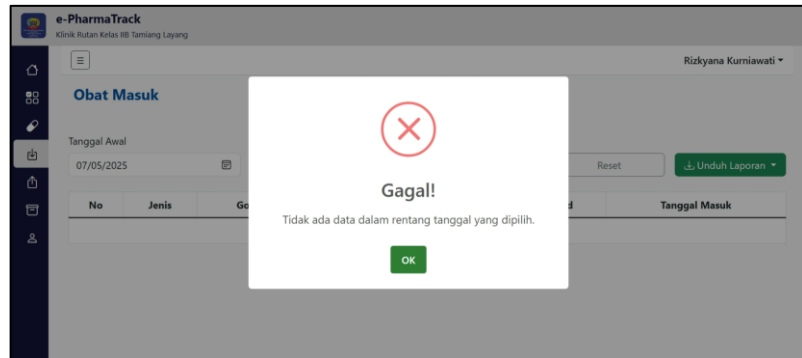 e-PharmaTrack
Klinik Rutan Kelas IIB Tamiang Layang
Rizkyana Kurniawati
Obat Masuk
Tanggal Awal
07/05/2025
Reset
Unduh Laporan
Gagal!
No Jenis Go d Tanggal Masuk
Tidak ada data dalam rentang tanggal yang dipilih.
OK